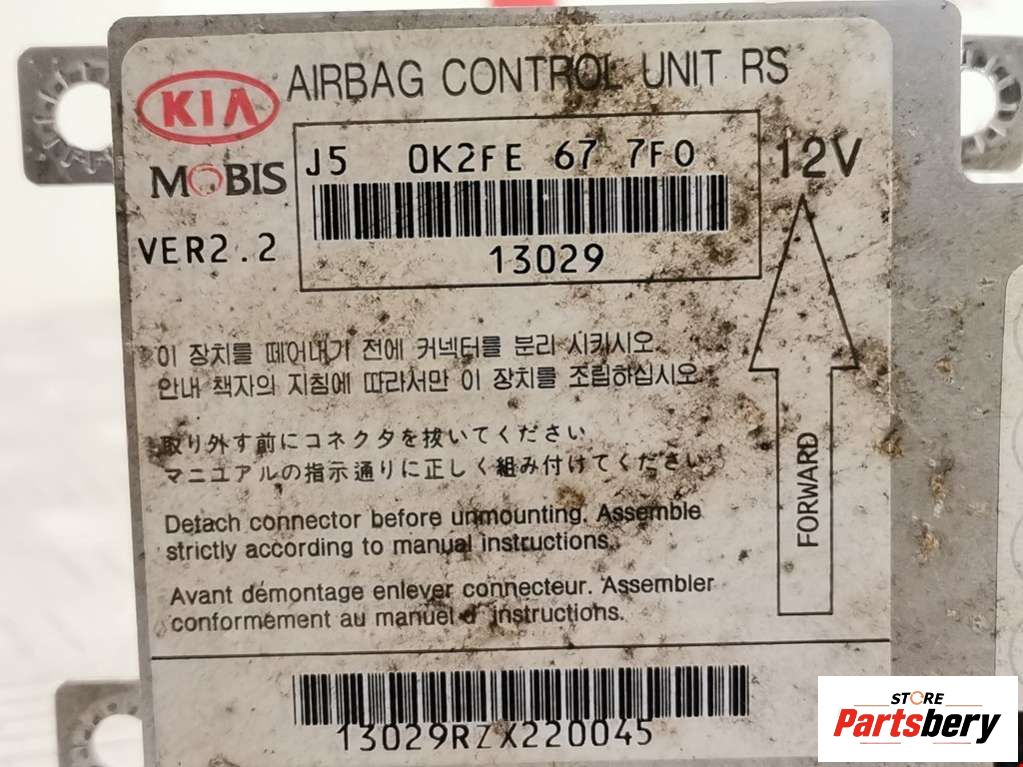 KIA AIRBAG CONTROL UNIT RS
MOBIS J5 0K2FE 67 7F0 12V
VER2.2 13029
이 장치를 떼어내기 전에 커넥터를 분리 시키시오.
안내 책자의 지침에 따라서만 이 장치를 조립하십시오.
取り外す前にコネクタを抜いてください
マニュアルの指示通りに正しく組み付けてください
Detach connector before unmounting. Assemble
strictly according to manual instructions.
Avant démontage enlever connecteur. Assembler
conformément au manuel d' instructions.
FORWARD
13029RZX220045
STORE
Partsbery